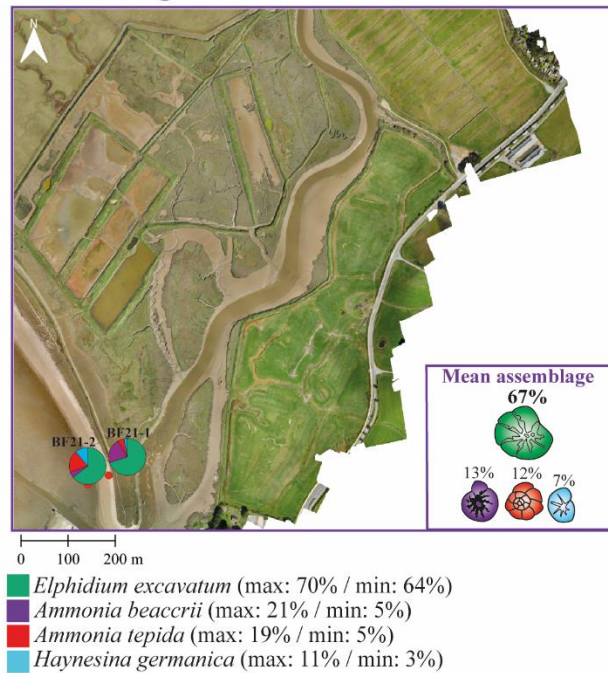 N
BF21-2
BF21-1
Mean assemblage
67%
13%
12%
7%
0 100 200 m
Elphidium excavatum (max: 70% / min: 64%)
Ammonia beaccrii (max: 21% / min: 5%)
Ammonia tepida (max: 19% / min: 5%)
Haynesina germanica (max: 11% / min: 3%)